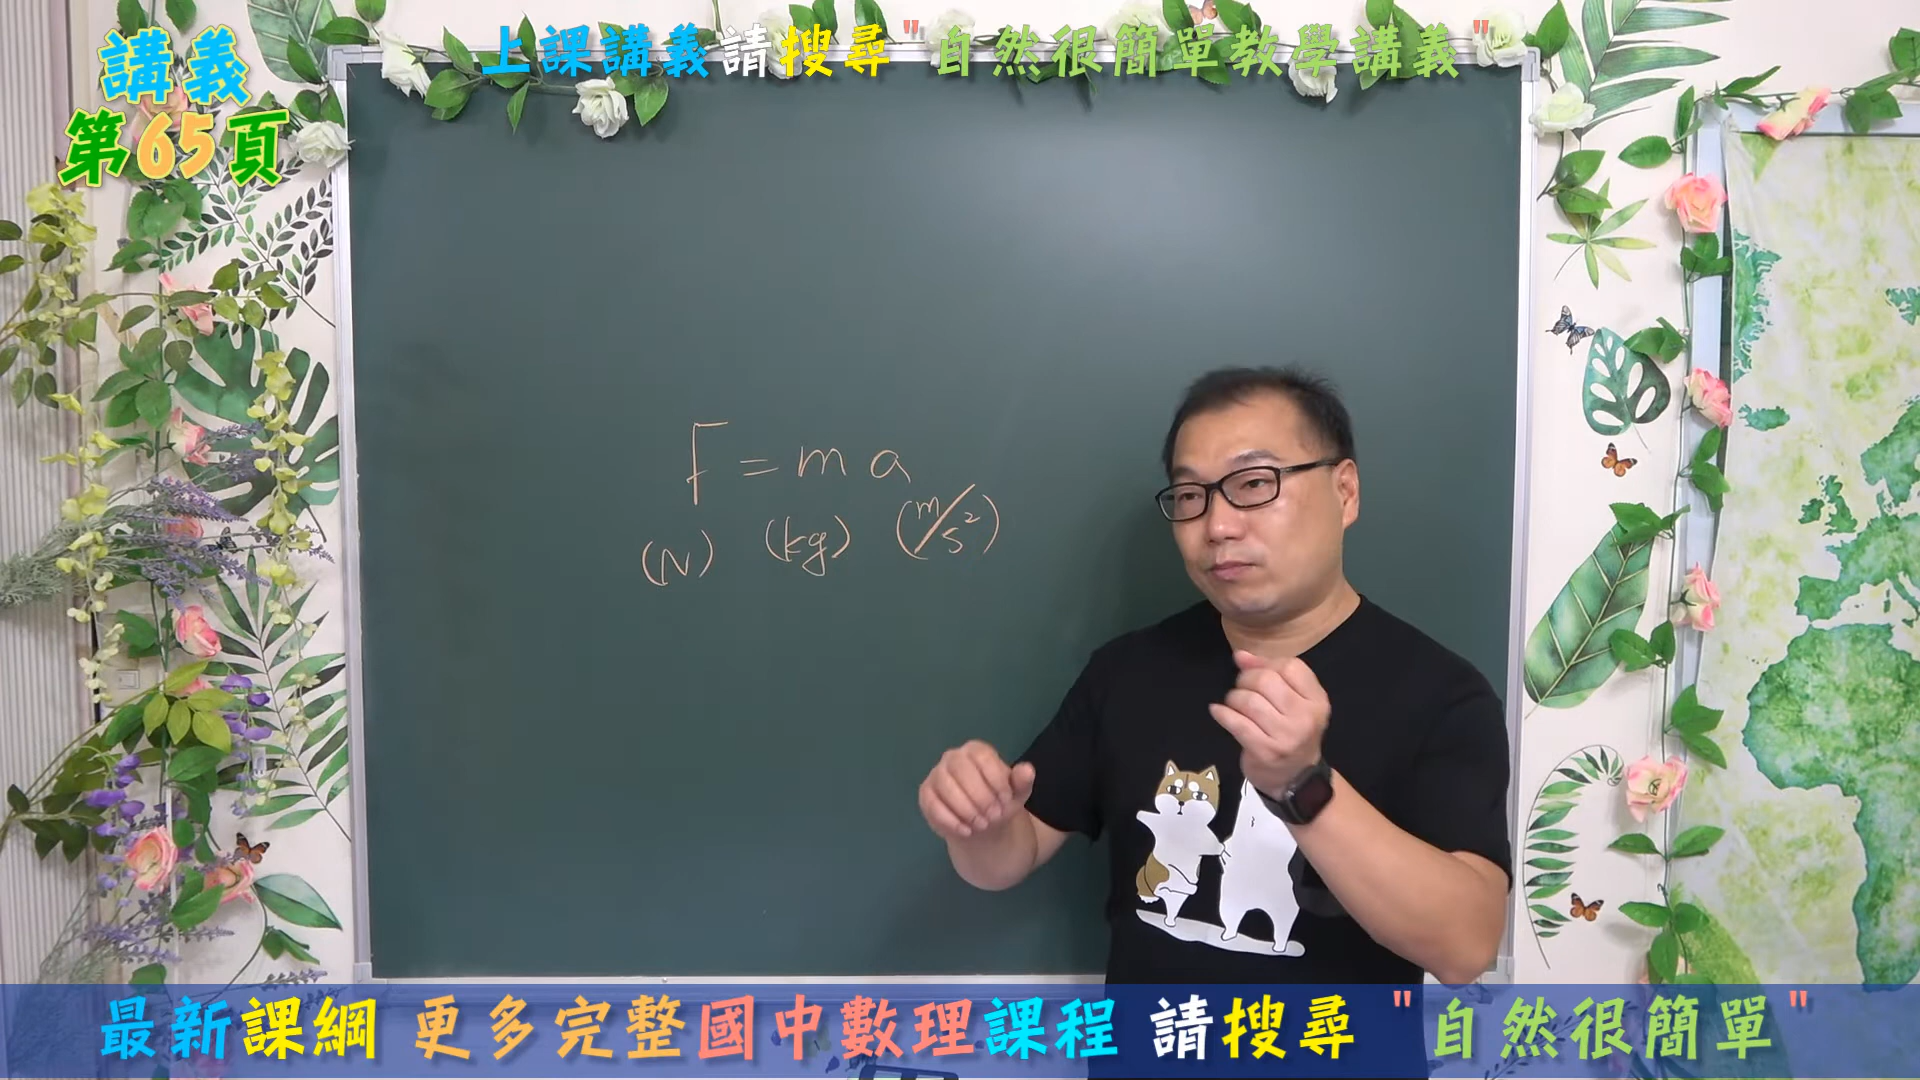 講義
第65頁
上課講義請搜尋"自然很簡單教學講義"
F = m a
(N) (kg) (m/s²)
最新課綱 更多完整國中數理課程 請搜尋 "自然很簡單"